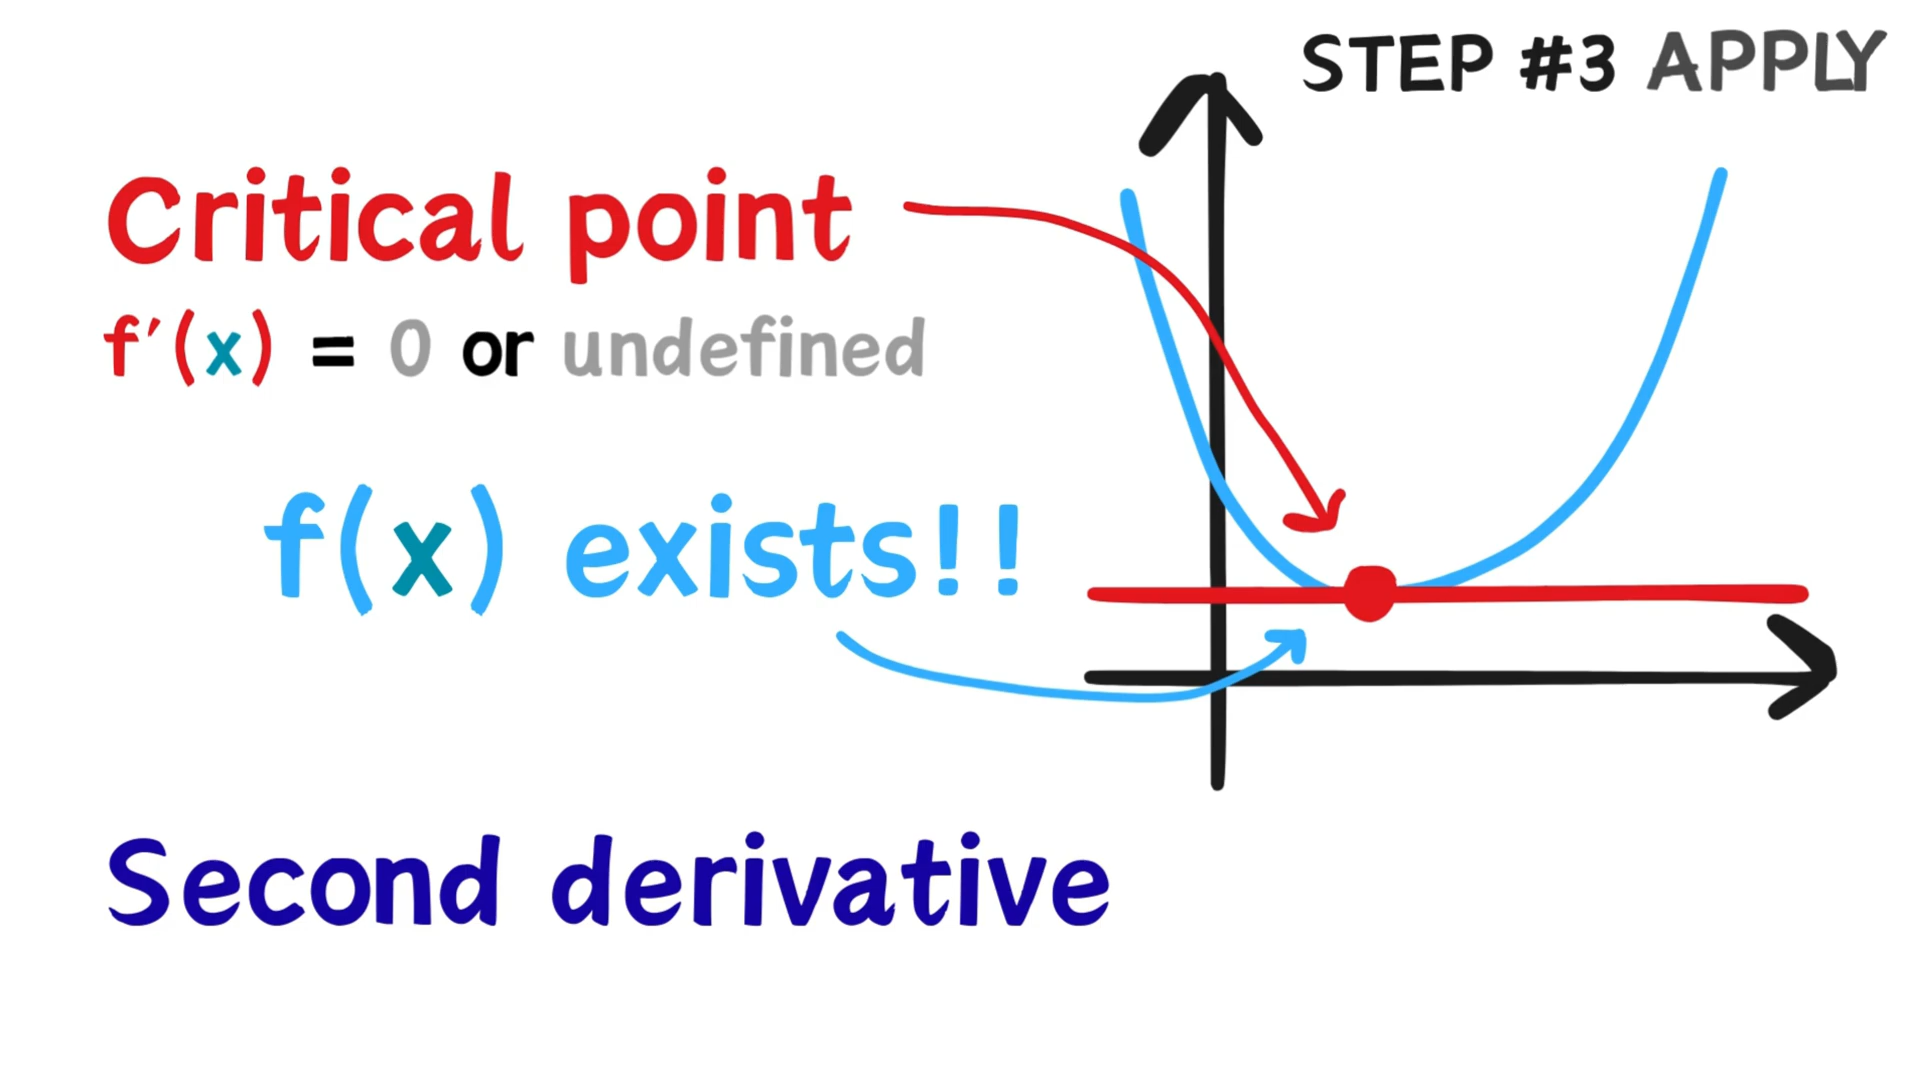 STEP #3 APPLY
Critical point
f′(x) = 0 or undefined
f(x) exists!!
Second derivative